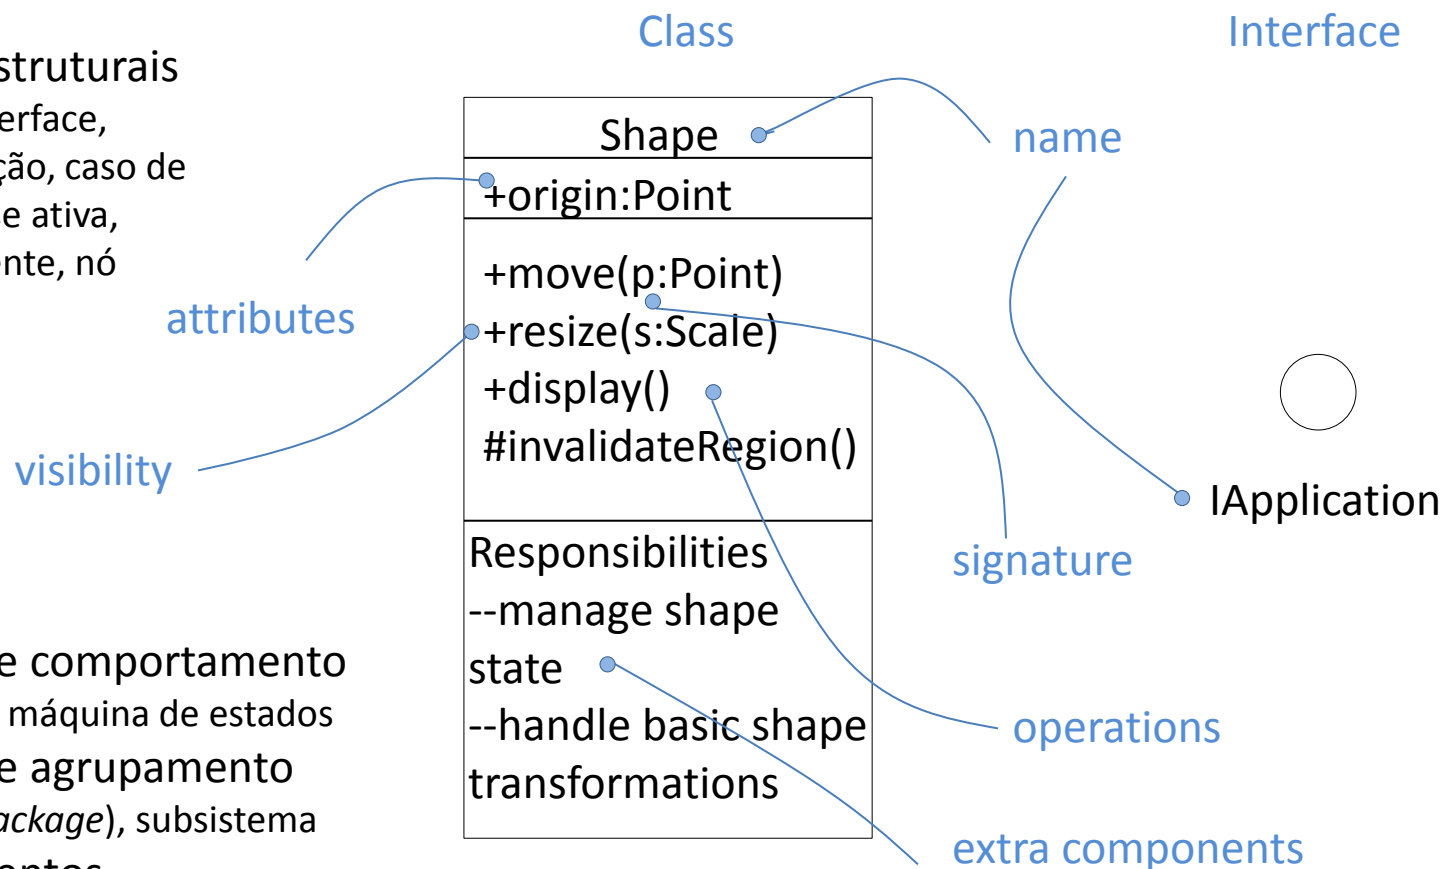 Class
Interface
struturais
erface,
ção, caso de
se ativa,
ente, nó
Shape
+origin:Point
+move(p:Point)
+resize(s:Scale)
+display()
#invalidateRegion()
Responsibilities
--manage shape
state
--handle basic shape
transformations
name
attributes
visibility
IApplication
signature
operations
extra components
e comportamento
máquina de estados
e agrupamento
ackage), subsistema